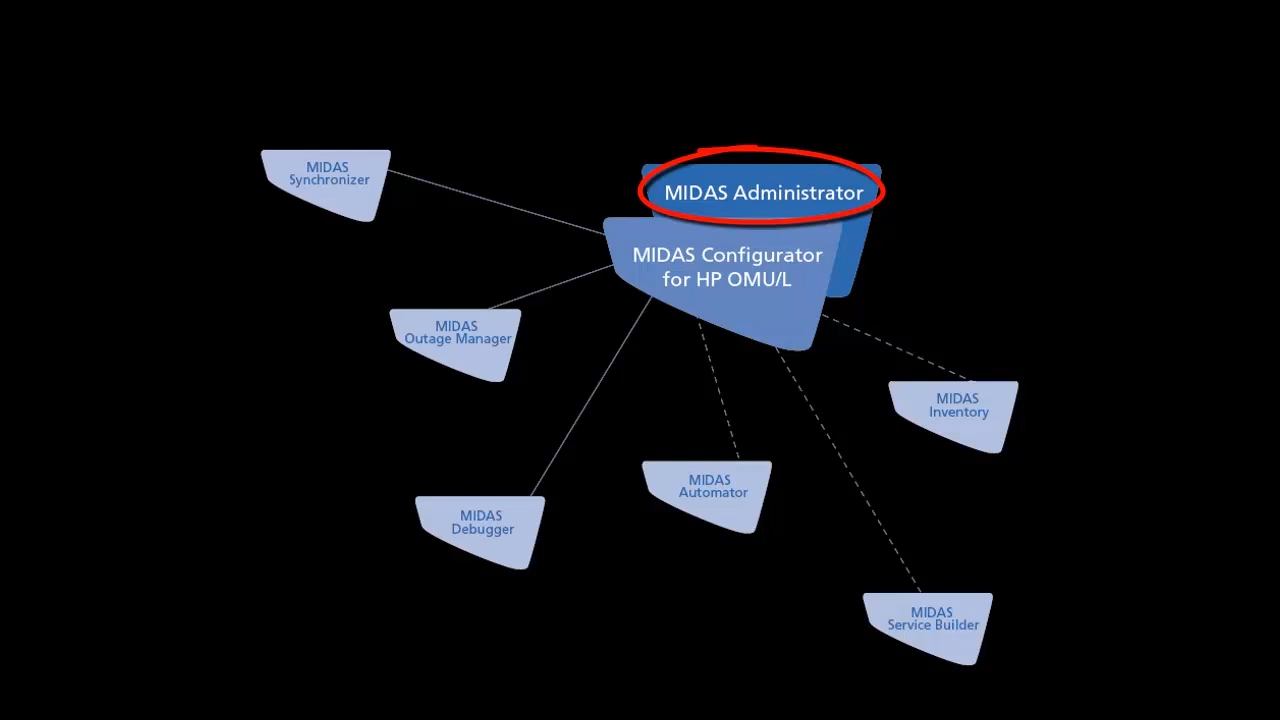 MIDAS
Synchronizer
MIDAS Administrator
MIDAS Configurator
for HP OMU/L
MIDAS
Outage Manager
MIDAS
Inventory
MIDAS
Automator
MIDAS
Debugger
MIDAS
Service Builder